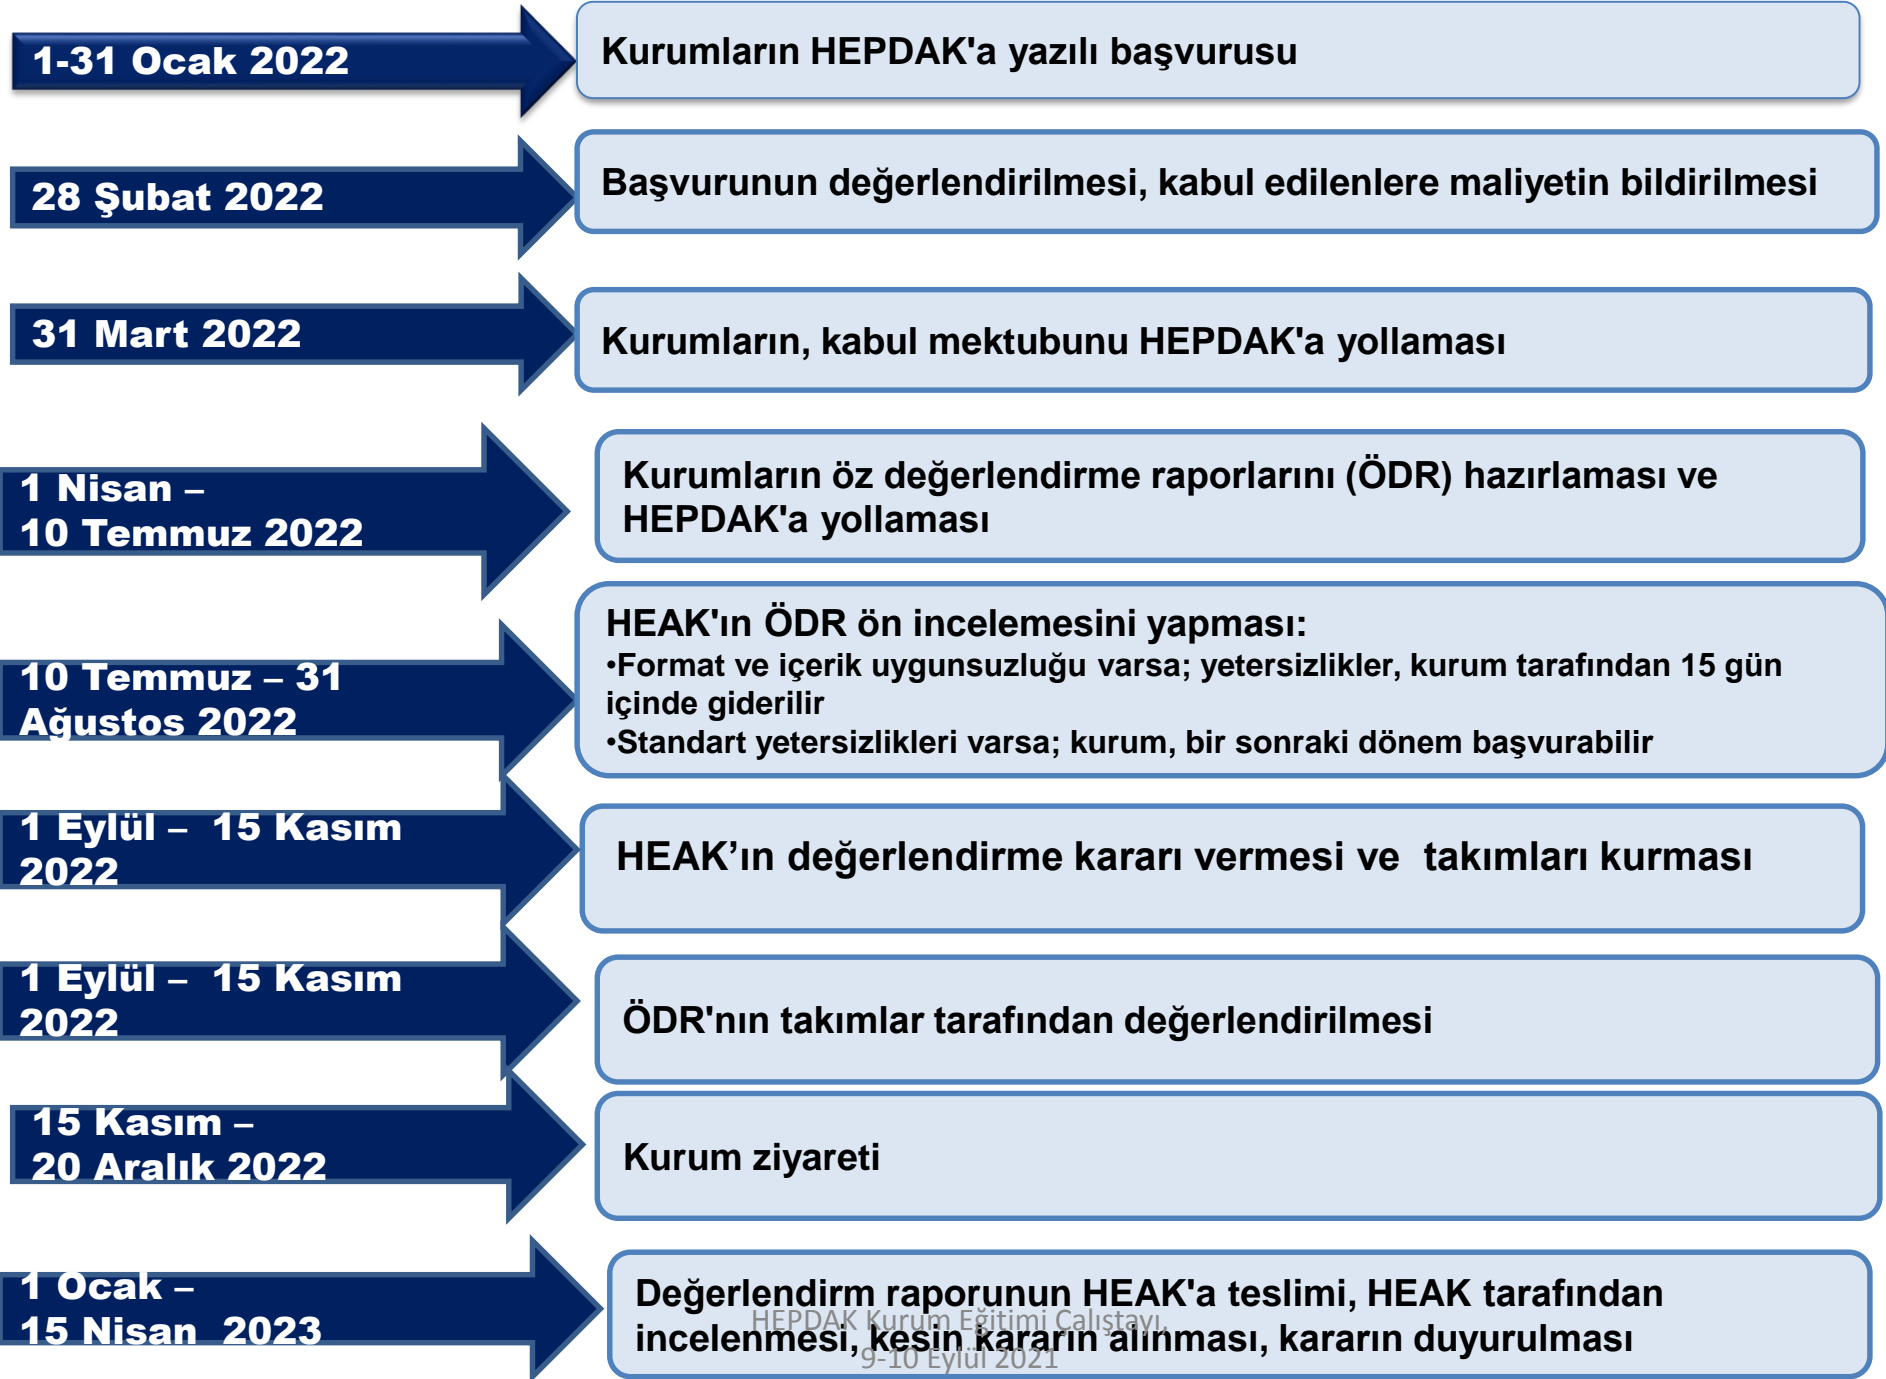 1-31 Ocak 2022
Kurumların HEPDAK'a yazılı başvurusu
28 Şubat 2022
Başvurunun değerlendirilmesi, kabul edilenlere maliyetin bildirilmesi
31 Mart 2022
Kurumların, kabul mektubunu HEPDAK'a yollaması
1 Nisan –
10 Temmuz 2022
Kurumların öz değerlendirme raporlarını (ÖDR) hazırlaması ve
HEPDAK'a yollaması
10 Temmuz – 31
Ağustos 2022
HEAK'ın ÖDR ön incelemesini yapması:
•Format ve içerik uygunsuzluğu varsa; yetersizlikler, kurum tarafından 15 gün
içinde giderilir
•Standart yetersizlikleri varsa; kurum, bir sonraki dönem başvurabilir
1 Eylül – 15 Kasım
2022
HEAK’ın değerlendirme kararı vermesi ve takımları kurması
1 Eylül – 15 Kasım
2022
ÖDR'nın takımlar tarafından değerlendirilmesi
15 Kasım –
20 Aralık 2022
Kurum ziyareti
1 Ocak –
15 Nisan 2023
Değerlendirm raporunun HEAK'a teslimi, HEAK tarafından
incelenmesi, kesin kararın alınması, kararın duyurulması
HEPDAK Kurum Eğitimi Çalıştayı,
9-10 Eylül 2021